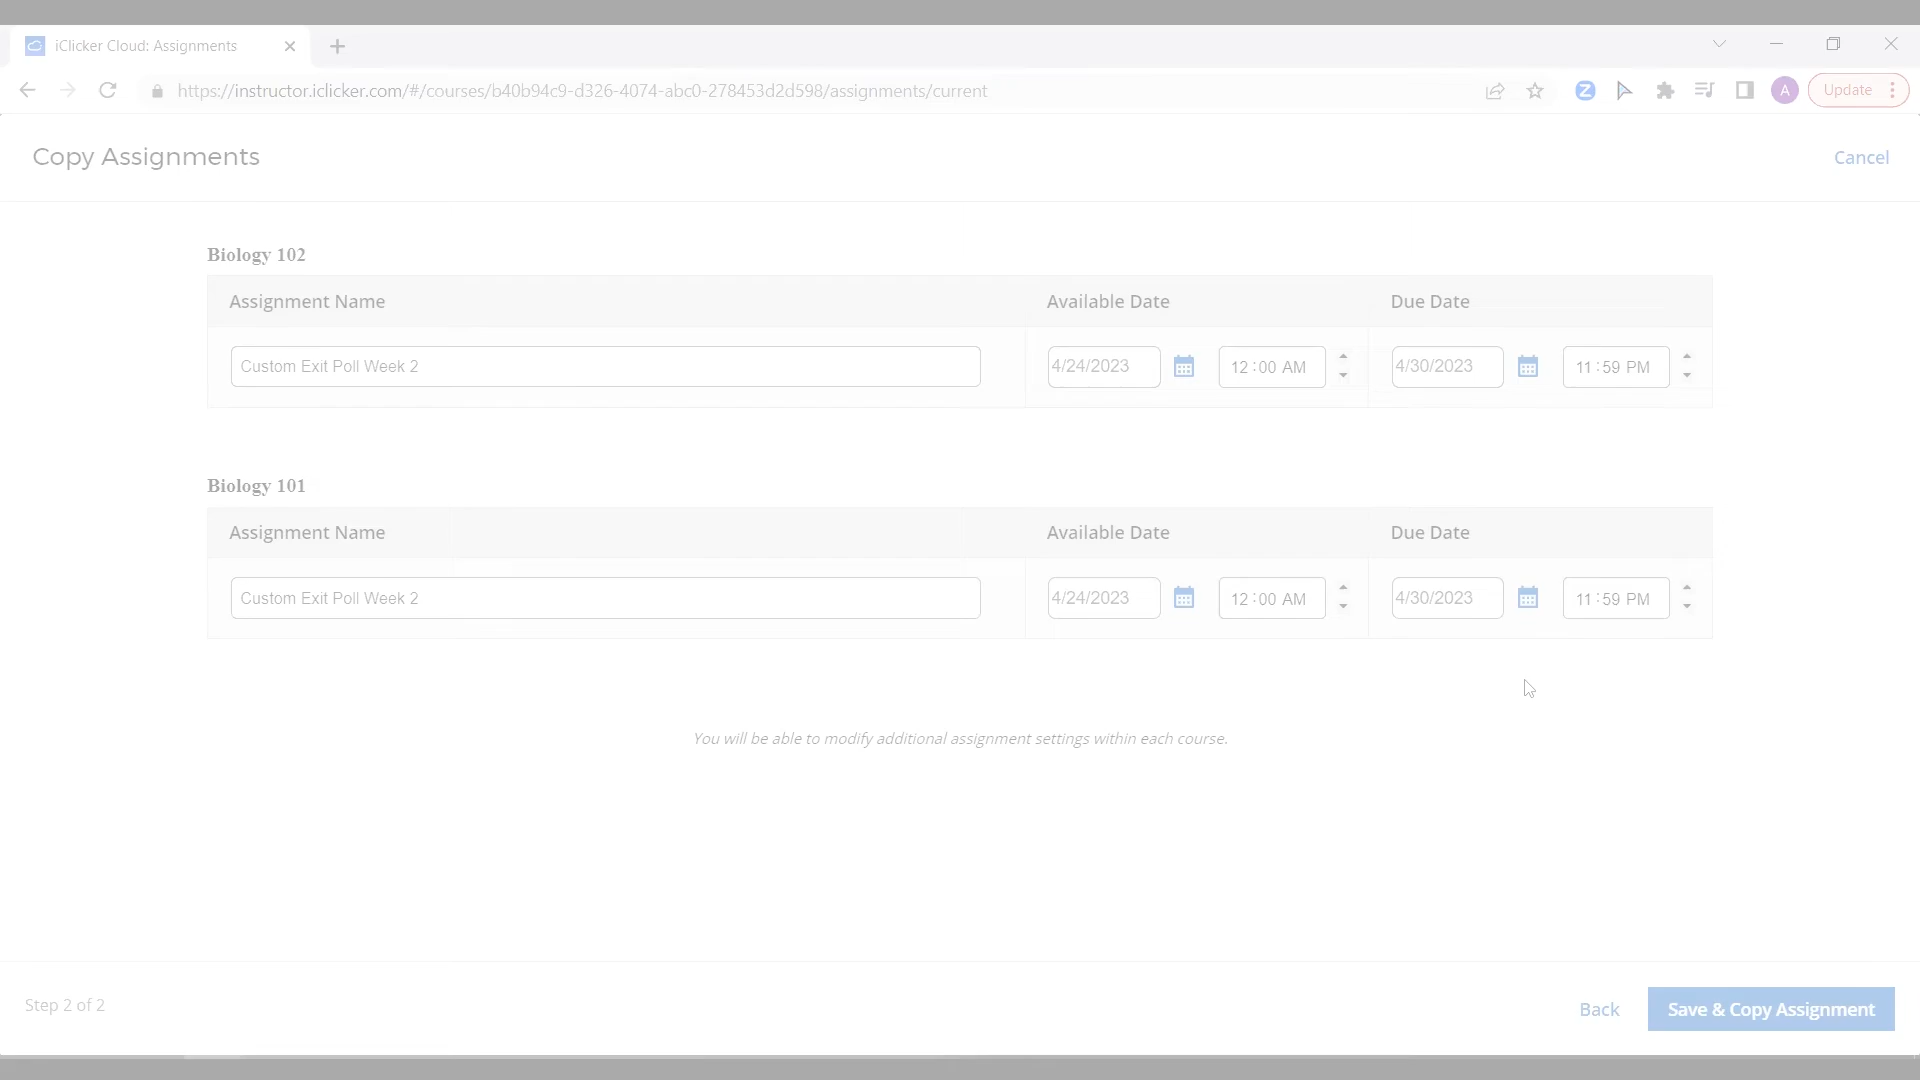 iClicker Cloud: Assignments
https://instructor.iclicker.com/#/courses/b40b94c9-d326-4074-abc0-278453d2d598/assignments/current
Z
A
Update
Copy Assignments
Cancel
Biology 102
Assignment Name Available Date Due Date
Custom Exit Poll Week 2 4/24/2023 12:00 AM 4/30/2023 11:59 PM
Biology 101
Assignment Name Available Date Due Date
Custom Exit Poll Week 2 4/24/2023 12:00 AM 4/30/2023 11:59 PM
You will be able to modify additional assignment settings within each course.
Step 2 of 2
Back
Save & Copy Assignment